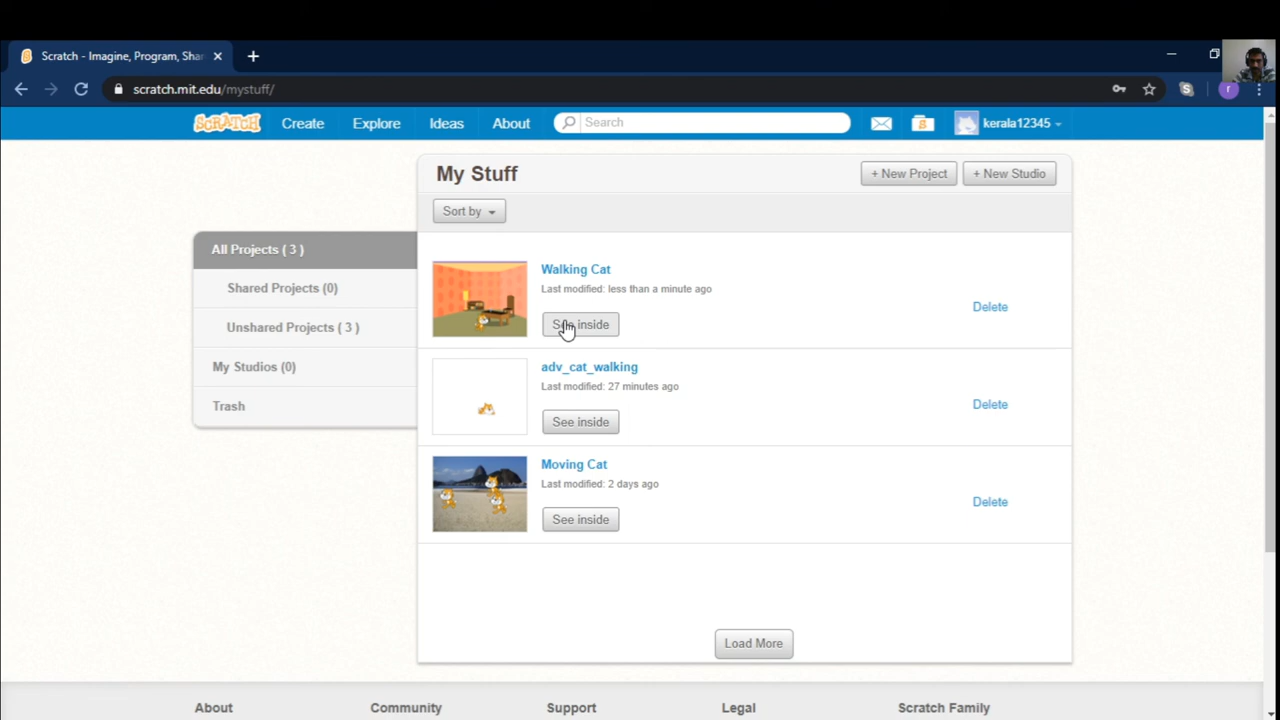 Scratch - Imagine, Program, Sha
scratch.mit.edu/mystuff/
r
SCRATCH Create Explore Ideas About Search S kerala12345
My Stuff + New Project + New Studio
Sort by
All Projects ( 3 )
Shared Projects (0)
Unshared Projects ( 3 )
My Studios (0)
Trash
Walking Cat
Last modified: less than a minute ago
See inside
Delete
adv_cat_walking
Last modified: 27 minutes ago
See inside
Delete
Moving Cat
Last modified: 2 days ago
See inside
Delete
Load More
About Community Support Legal Scratch Family